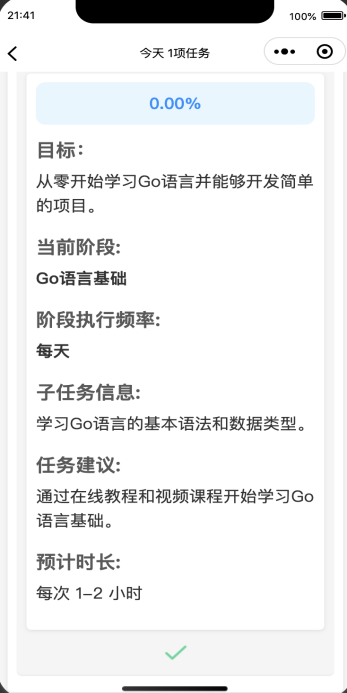 21:41
100%
今天 1项任务
0.00%
目标：
从零开始学习Go语言并能够开发简单
的项目。
当前阶段:
Go语言基础
阶段执行频率:
每天
子任务信息:
学习Go语言的基本语法和数据类型。
任务建议:
通过在线教程和视频课程开始学习Go
语言基础。
预计时长:
每次 1-2 小时